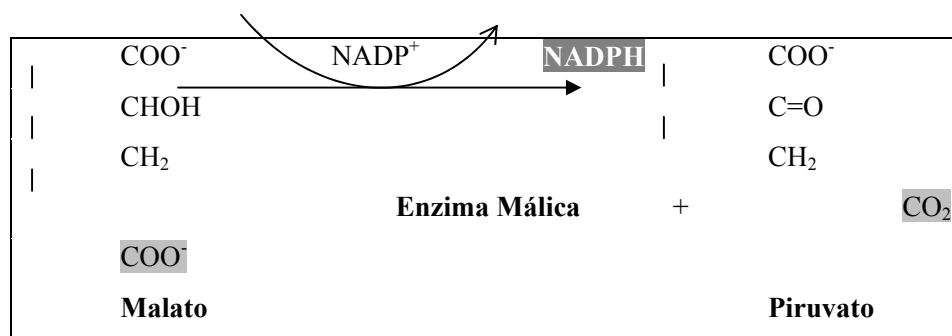 COO⁻ NADP⁺ NADPH COO⁻
CHOH C=O
CH₂ CH₂
Enzima Málica + CO₂
COO⁻
Malato Piruvato